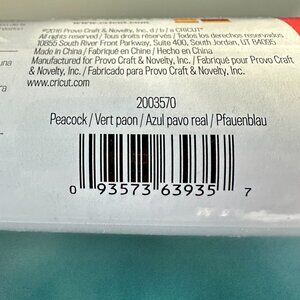 www.cricut.com
©2016 Provo Craft & Novelty, Inc. d / b / a CRICUT®
All rights reserved / Tous droits réservés / Todos los derechos reservados
10855 South River Front Parkway, Suite 400, South Jordan, UT 84095
Made in China / Fabriqué en Chine / Hecho en China
Manufactured for Provo Craft & Novelty, Inc. / Fabriqué pour Provo Craft
& Novelty, Inc. / Fabricado para Provo Craft & Novelty, Inc.
www.cricut.com
2003570
Peacock / Vert paon / Azul pavo real / Pfauenblau
0 93573 63935 7